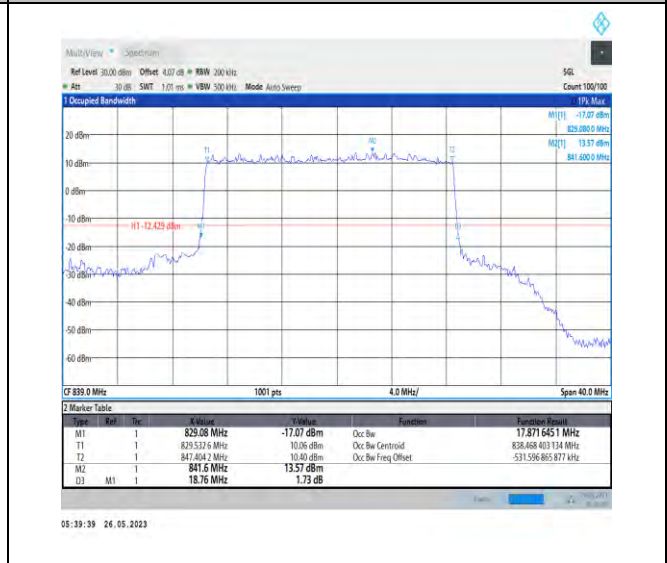 MultiView Spectrum
Ref Level 30.00 dBm Offset 4.07 dB RBW 200 kHz SGL
Att 30 dB SWT 1.01 ms VBW 500 kHz Mode Auto Sweep Count 100/100
1 Occupied Bandwidth 1Pk Max
M1[1] -17.07 dBm
829.080 0 MHz
M2[1] 13.57 dBm
841.600 0 MHz
20 dBm
T1 M2 T2
10 dBm
0 dBm
-10 dBm
H1 -12.429 dBm
-20 dBm
-30 dBm
-40 dBm
-50 dBm
-60 dBm
CF 839.0 MHz 1001 pts 4.0 MHz/ Span 40.0 MHz
2 Marker Table
Type Ref Trc X-Value Y-Value Function Function Result
M1 1 829.08 MHz -17.07 dBm Occ Bw 17.871 645 1 MHz
T1 1 829.532 6 MHz 10.06 dBm Occ Bw Centroid 838.468 403 134 MHz
T2 1 847.404 2 MHz 10.40 dBm Occ Bw Freq Offset -531.596 865 877 kHz
M2 1 841.6 MHz 13.57 dBm
D3 M1 1 18.76 MHz 1.73 dB
05:39:39 26.05.2023